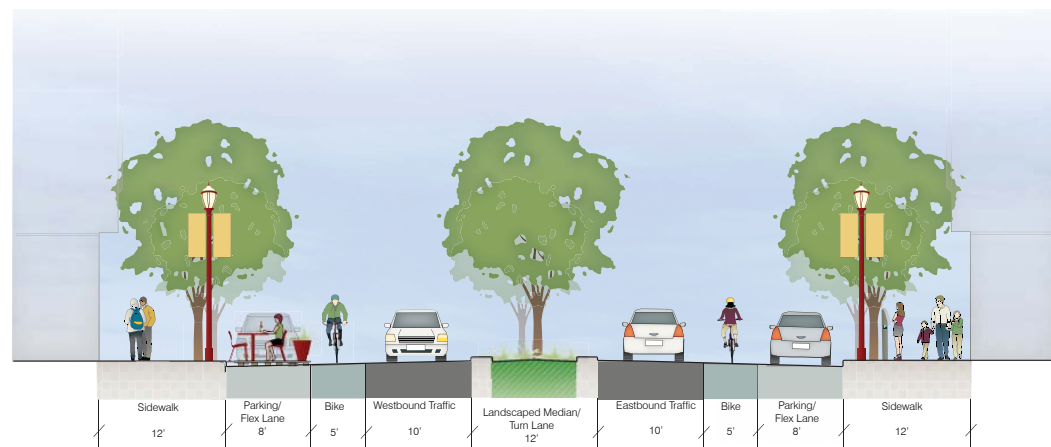 Sidewalk
12'
Parking/
Flex Lane
8'
Bike
5'
Westbound Traffic
10'
Landscaped Median/
Turn Lane
12'
Eastbound Traffic
10'
Bike
5'
Parking/
Flex Lane
8'
Sidewalk
12'